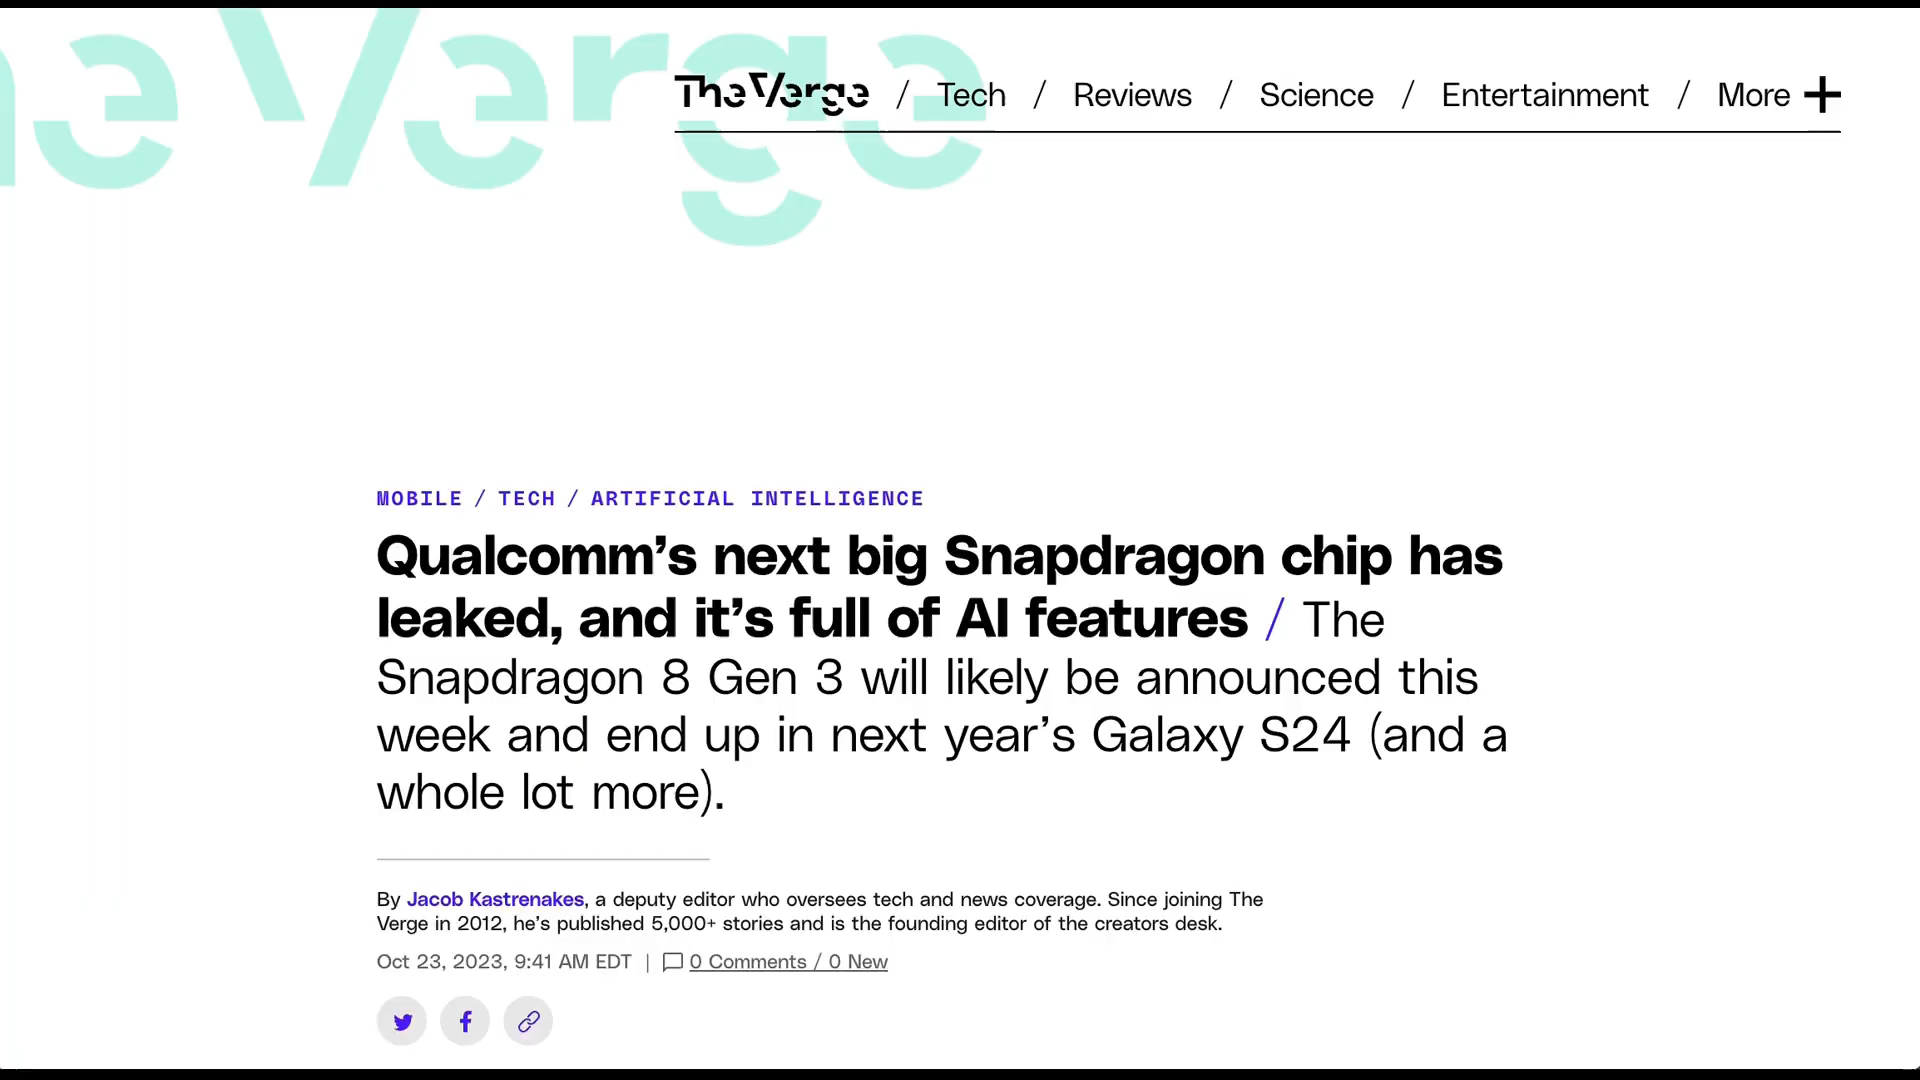 The Verge
The Verge / Tech / Reviews / Science / Entertainment / More +
MOBILE / TECH / ARTIFICIAL INTELLIGENCE
Qualcomm’s next big Snapdragon chip has
leaked, and it’s full of AI features / The
Snapdragon 8 Gen 3 will likely be announced this
week and end up in next year’s Galaxy S24 (and a
whole lot more).
By Jacob Kastrenakes, a deputy editor who oversees tech and news coverage. Since joining The
Verge in 2012, he’s published 5,000+ stories and is the founding editor of the creators desk.
Oct 23, 2023, 9:41 AM EDT | 0 Comments / 0 New